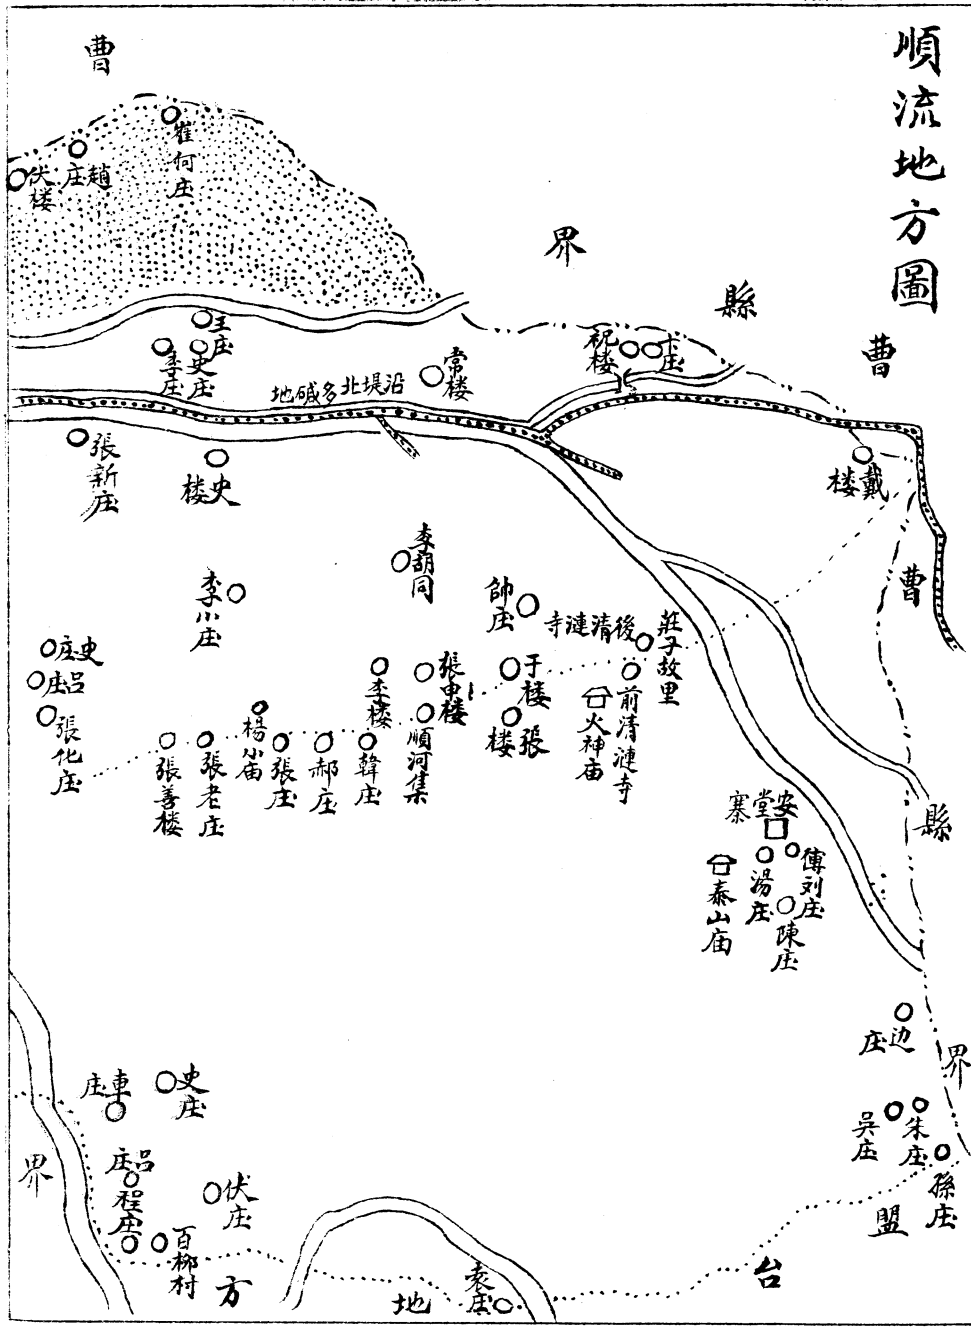 順流地方圖
曹
界
縣
曹
曹
縣
界
崔何庄
趙庄
伏楼
王庄
史庄
李庄
常楼
祝楼
卞庄
沿堤北多碱地
張新庄
史楼
戴楼
李胡同
李小庄
帥庄
後清漣寺
莊子故里
史庄
呂庄
張化庄
李楼
張申楼
于楼
前清漣寺
火神庙
張楼
順河集
韓庄
郝庄
張庄
楊小庙
張老庄
張善楼
安堂寨
傅刘庄
湯庄
陳庄
泰山庙
边庄
朱庄
吳庄
孫庄
史庄
車庄
呂庄
程庄
伏庄
百柳村
袁庄
盟
台
地
方
界